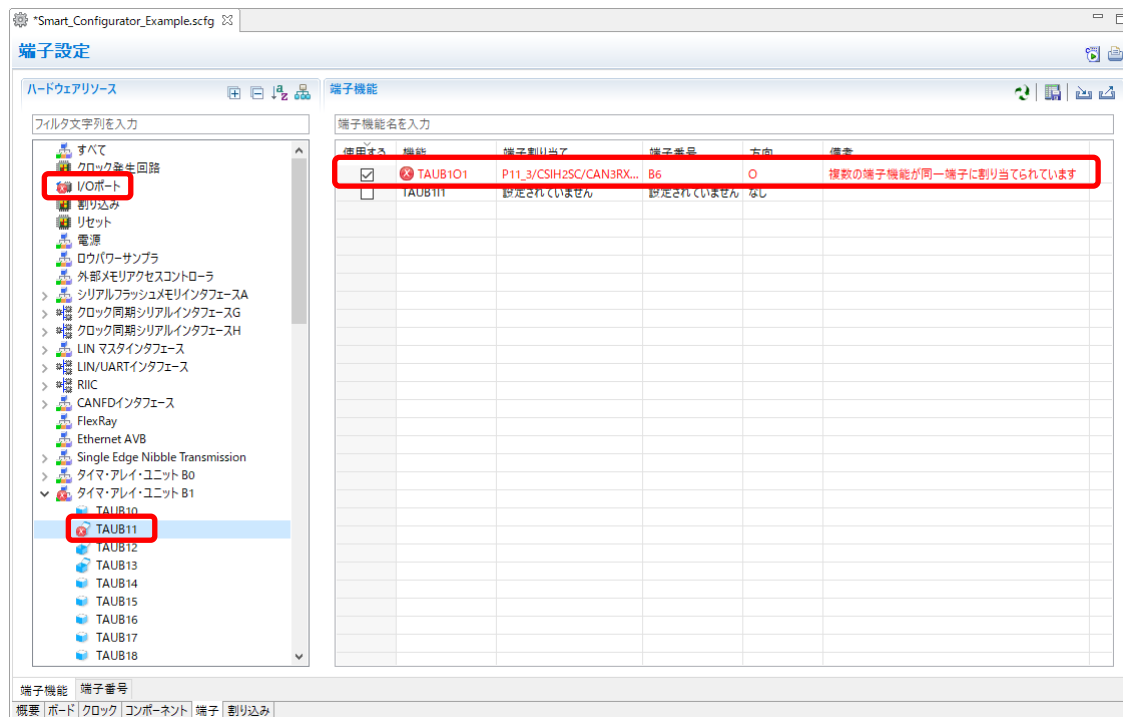 *Smart_Configurator_Example.scfg
端子設定
ハードウェアリソース
端子機能
フィルタ文字列を入力
端子機能名を入力
すべて
クロック発生回路
I/Oポート
割り込み
リセット
電源
ロウパワーサンプラ
外部メモリアクセスコントローラ
シリアルフラッシュメモリインタフェースA
クロック同期シリアルインタフェースG
クロック同期シリアルインタフェースH
LIN マスタインタフェース
LIN/UARTインタフェース
RIIC
CANFDインタフェース
FlexRay
Ethernet AVB
Single Edge Nibble Transmission
タイマ・アレイ・ユニット B0
タイマ・アレイ・ユニット B1
TAUB10
TAUB11
TAUB12
TAUB13
TAUB14
TAUB15
TAUB16
TAUB17
TAUB18
使用する 機能 端子割り当て 端子番号 方向 備考
TAUB1O1 P11_3/CSIH2SC/CAN3RX... B6 O 複数の端子機能が同一端子に割り当てられています
TAUB1I1 設定されていません 設定されていません なし
端子機能 端子番号
概要 ボード クロック コンポーネント 端子 割り込み